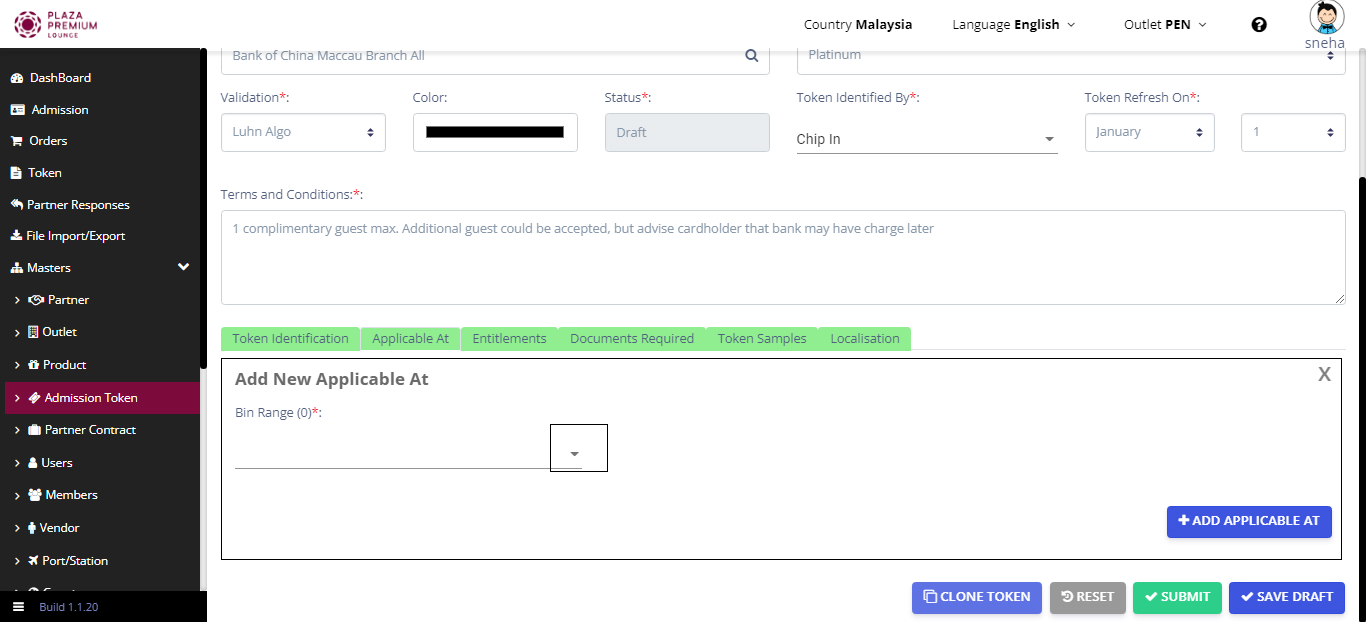 PLAZA
PREMIUM
LOUNGE
Country Malaysia
Language English
Outlet PEN
sneha
DashBoard
Admission
Orders
Token
Partner Responses
File Import/Export
Masters
Partner
Outlet
Product
Admission Token
Partner Contract
Users
Members
Vendor
Port/Station
Build 1.1.20
Bank of China Maccau Branch All
Platinum
Validation*:
Color:
Status*:
Token Identified By*:
Token Refresh On*:
Luhn Algo
Draft
Chip In
January
1
Terms and Conditions:*:
1 complimentary guest max. Additional guest could be accepted, but advise cardholder that bank may have charge later
Token Identification
Applicable At
Entitlements
Documents Required
Token Samples
Localisation
Add New Applicable At
X
Bin Range (0)*:
ADD APPLICABLE AT
CLONE TOKEN
RESET
SUBMIT
SAVE DRAFT